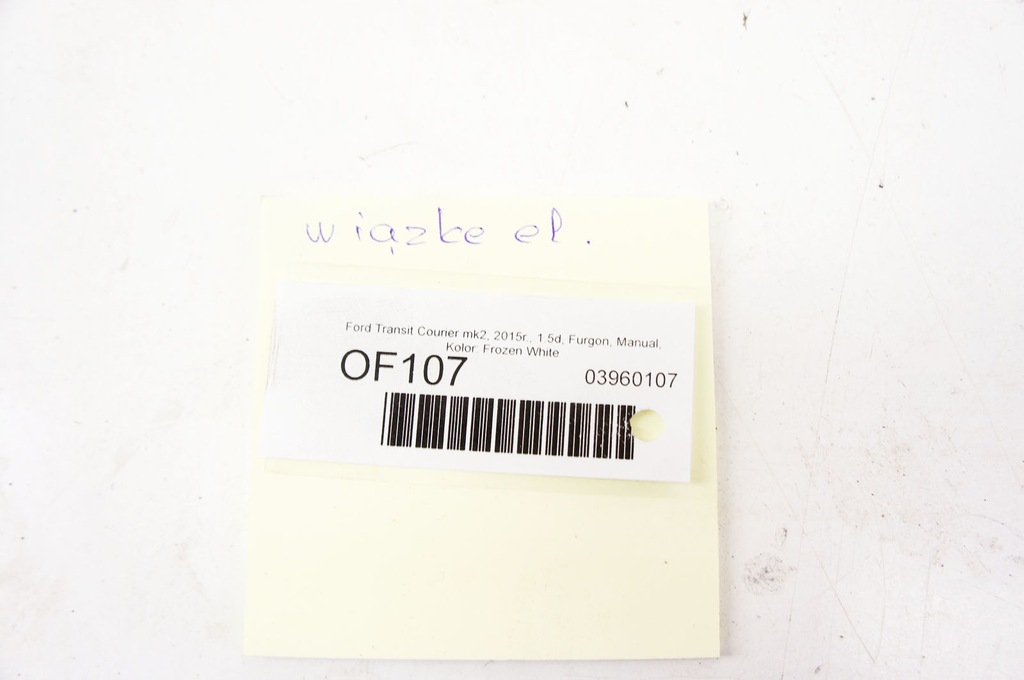 wiązke el.
Ford Transit Courier mk2, 2015r., 1.5d, Furgon, Manual,
Kolor: Frozen White
OF107
03960107